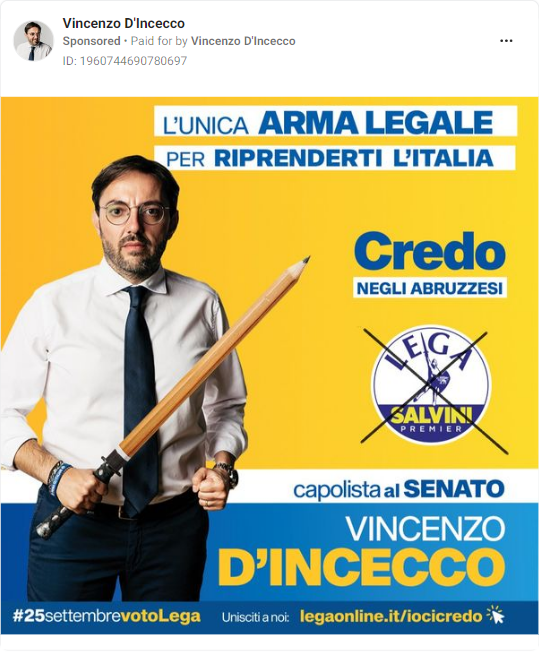 Vincenzo D'Incecco
Sponsored • Paid for by Vincenzo D'Incecco
ID: 1960744690780697
L'UNICA ARMA LEGALE
PER RIPRENDERTI L'ITALIA
Credo
NEGLI ABRUZZESI
LEGA
SALVINI
PREMIER
capolista al SENATO
VINCENZO
D'INCECCO
#25settembrevotoLega Unisciti a noi: legaonline.it/iocicredo